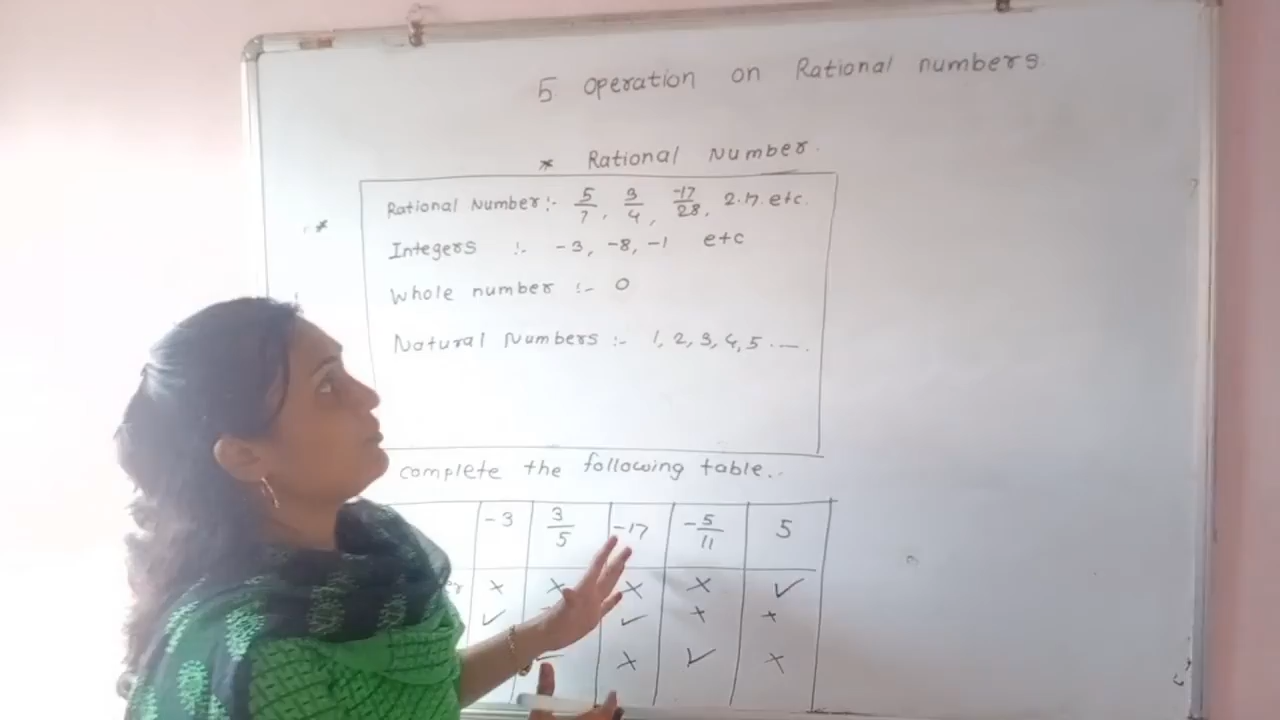 5. Operation on Rational numbers.
* Rational Number.
Rational Number :- 5/7, 3/4, -17/28, 2.7. etc.
* Integers :- -3, -8, -1 etc
Whole number :- 0
Natural Numbers :- 1, 2, 3, 4, 5 .—.
complete the following table..
-3 3/5 -17 -5/11 5
er × × × × ✓
✓ ✓ × ×
× ✓ ×